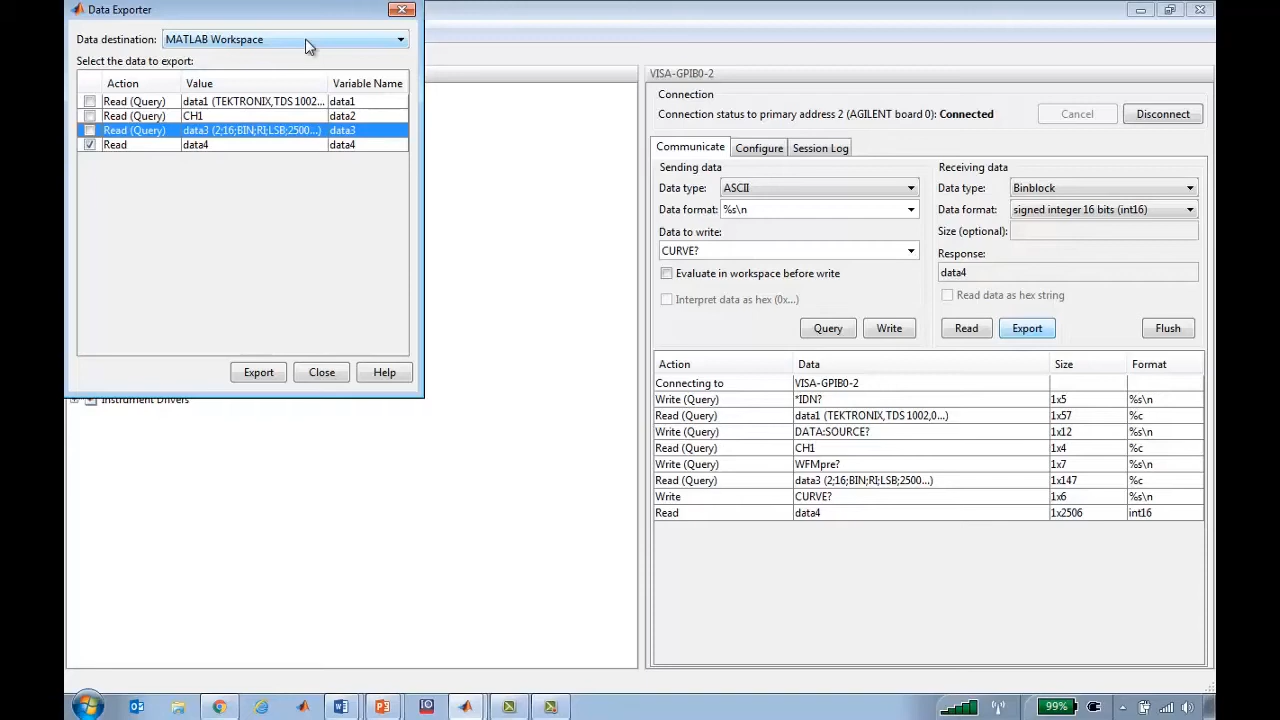 Data Exporter
Data destination: MATLAB Workspace
Select the data to export:
Action Value Variable Name
Read (Query) data1 (TEKTRONIX,TDS 1002... data1
Read (Query) CH1 data2
Read (Query) data3 (2;16;BIN;RI;LSB;2500...) data3
Read data4 data4
Export Close Help
Instrument Drivers
VISA-GPIB0-2
Connection
Connection status to primary address 2 (AGILENT board 0): Connected
Cancel Disconnect
Communicate Configure Session Log
Sending data
Data type: ASCII
Data format: %s\n
Data to write:
CURVE?
Evaluate in workspace before write
Interpret data as hex (0x...)
Query Write
Receiving data
Data type: Binblock
Data format: signed integer 16 bits (int16)
Size (optional):
Response:
data4
Read data as hex string
Read Export Flush
Action Data Size Format
Connecting to VISA-GPIB0-2
Write (Query) *IDN? 1x5 %s\n
Read (Query) data1 (TEKTRONIX,TDS 1002,0...) 1x57 %c
Write (Query) DATA:SOURCE? 1x12 %s\n
Read (Query) CH1 1x4 %c
Write (Query) WFMpre? 1x7 %s\n
Read (Query) data3 (2;16;BIN;RI;LSB;2500...) 1x147 %c
Write CURVE? 1x6 %s\n
Read data4 1x2506 int16
99%